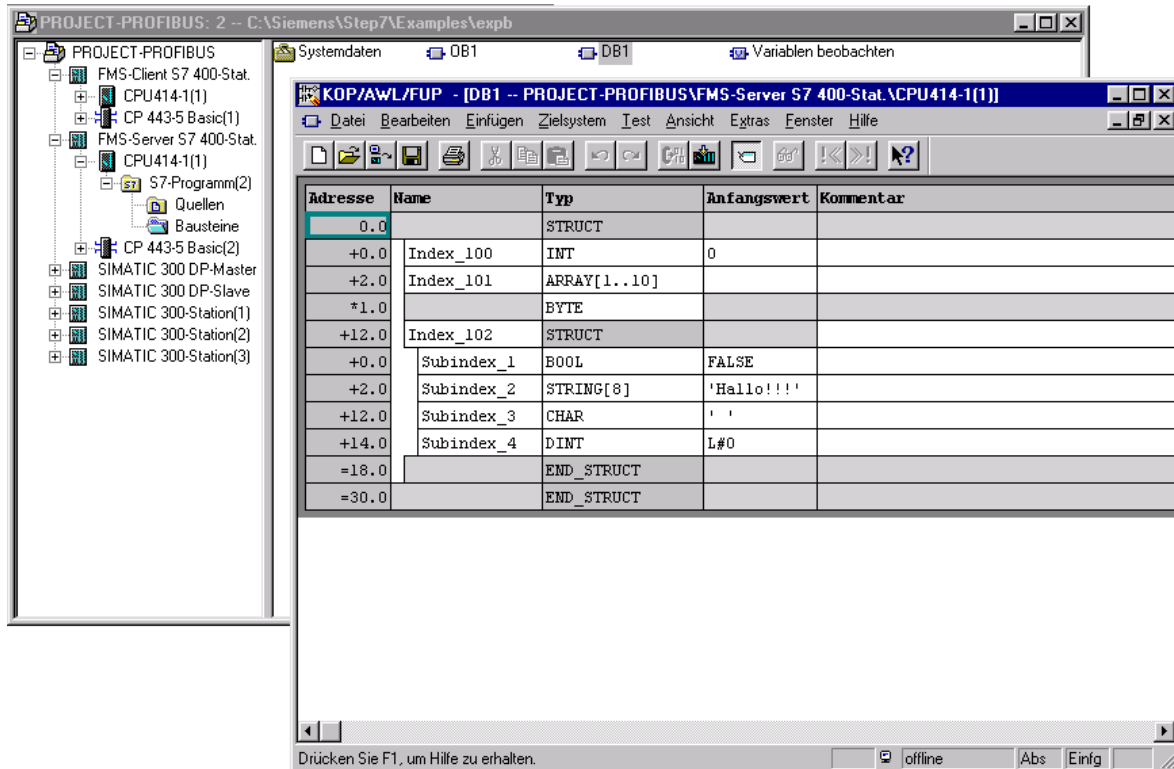 PROJECT-PROFIBUS: 2 -- C:\Siemens\Step7\Examples\expb
PROJECT-PROFIBUS
FMS-Client S7 400-Stat.
CPU414-1(1)
CP 443-5 Basic(1)
FMS-Server S7 400-Stat.
CPU414-1(1)
S7-Programm(2)
Quellen
Bausteine
CP 443-5 Basic(2)
SIMATIC 300 DP-Master
SIMATIC 300 DP-Slave
SIMATIC 300-Station(1)
SIMATIC 300-Station(2)
SIMATIC 300-Station(3)
Systemdaten OB1 DB1 Variablen beobachten
KOP/AWL/FUP - [DB1 -- PROJECT-PROFIBUS\FMS-Server S7 400-Stat.\CPU414-1(1)]
Datei Bearbeiten Einfügen Zielsystem Test Ansicht Extras Fenster Hilfe
Adresse Name Typ Anfangswert Kommentar
0.0 STRUCT
+0.0 Index_100 INT 0
+2.0 Index_101 ARRAY[1..10]
*1.0 BYTE
+12.0 Index_102 STRUCT
+0.0 Subindex_1 BOOL FALSE
+2.0 Subindex_2 STRING[8] 'Hallo!!!'
+12.0 Subindex_3 CHAR ' '
+14.0 Subindex_4 DINT L#0
=18.0 END_STRUCT
=30.0 END_STRUCT
Drücken Sie F1, um Hilfe zu erhalten. offline Abs Einfg